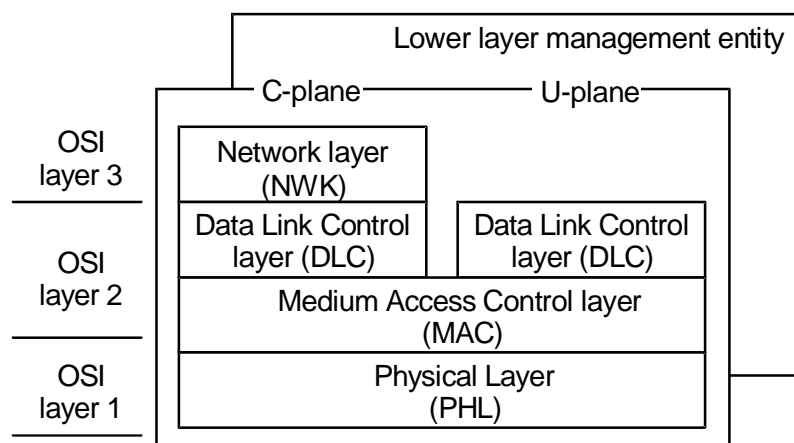 Lower layer management entity
C-plane
U-plane
OSI
layer 3
Network layer
(NWK)
OSI
layer 2
Data Link Control
layer (DLC)
Data Link Control
layer (DLC)
Medium Access Control layer
(MAC)
OSI
layer 1
Physical Layer
(PHL)